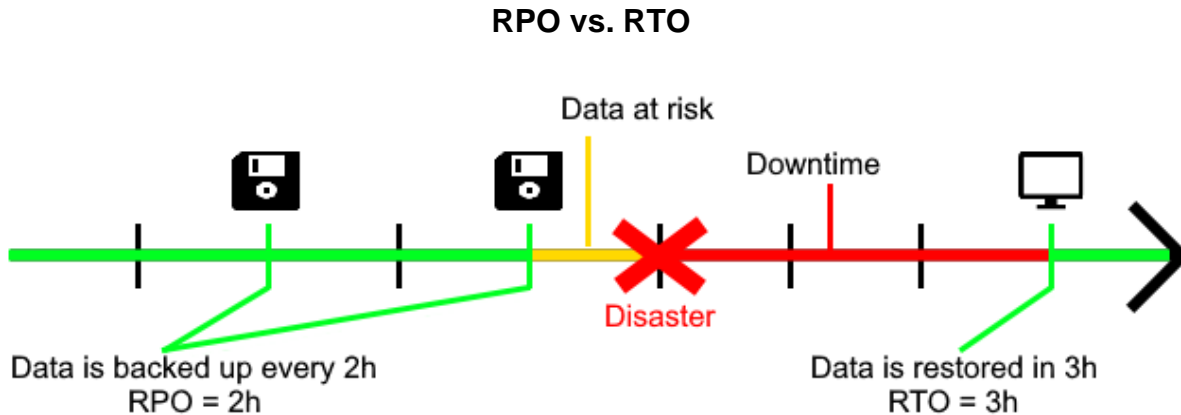 RPO vs. RTO
Data at risk
Downtime
Disaster
Data is backed up every 2h
RPO = 2h
Data is restored in 3h
RTO = 3h